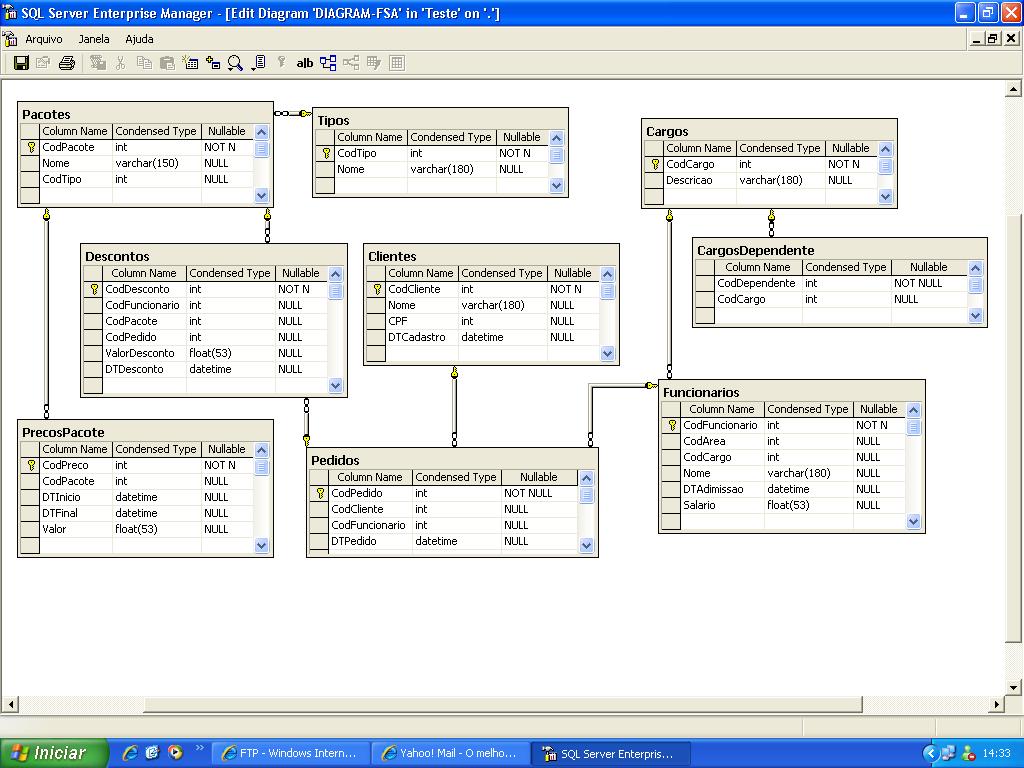 SQL Server Enterprise Manager - [Edit Diagram 'DIAGRAM-FSA' in 'Teste' on '.']
Arquivo Janela Ajuda
alb
Pacotes
Column Name Condensed Type Nullable
CodPacote int NOT N
Nome varchar(150) NULL
CodTipo int NULL
Tipos
Column Name Condensed Type Nullable
CodTipo int NOT N
Nome varchar(180) NULL
Cargos
Column Name Condensed Type Nullable
CodCargo int NOT N
Descricao varchar(180) NULL
Descontos
Column Name Condensed Type Nullable
CodDesconto int NOT N
CodFuncionario int NULL
CodPacote int NULL
CodPedido int NULL
ValorDesconto float(53) NULL
DTDesconto datetime NULL
Clientes
Column Name Condensed Type Nullable
CodCliente int NOT N
Nome varchar(180) NULL
CPF int NULL
DTCadastro datetime NULL
CargosDependente
Column Name Condensed Type Nullable
CodDependente int NOT NULL
CodCargo int NULL
PrecosPacote
Column Name Condensed Type Nullable
CodPreco int NOT N
CodPacote int NULL
DTInicio datetime NULL
DTFinal datetime NULL
Valor float(53) NULL
Pedidos
Column Name Condensed Type Nullable
CodPedido int NOT NULL
CodCliente int NULL
CodFuncionario int NULL
DTPedido datetime NULL
Funcionarios
Column Name Condensed Type Nullable
CodFuncionario int NOT N
CodArea int NULL
CodCargo int NULL
Nome varchar(180) NULL
DTAdimissao datetime NULL
Salario float(53) NULL
Iniciar
FTP - Windows Intern...
Yahoo! Mail - O melho...
SQL Server Enterpris...
14:33